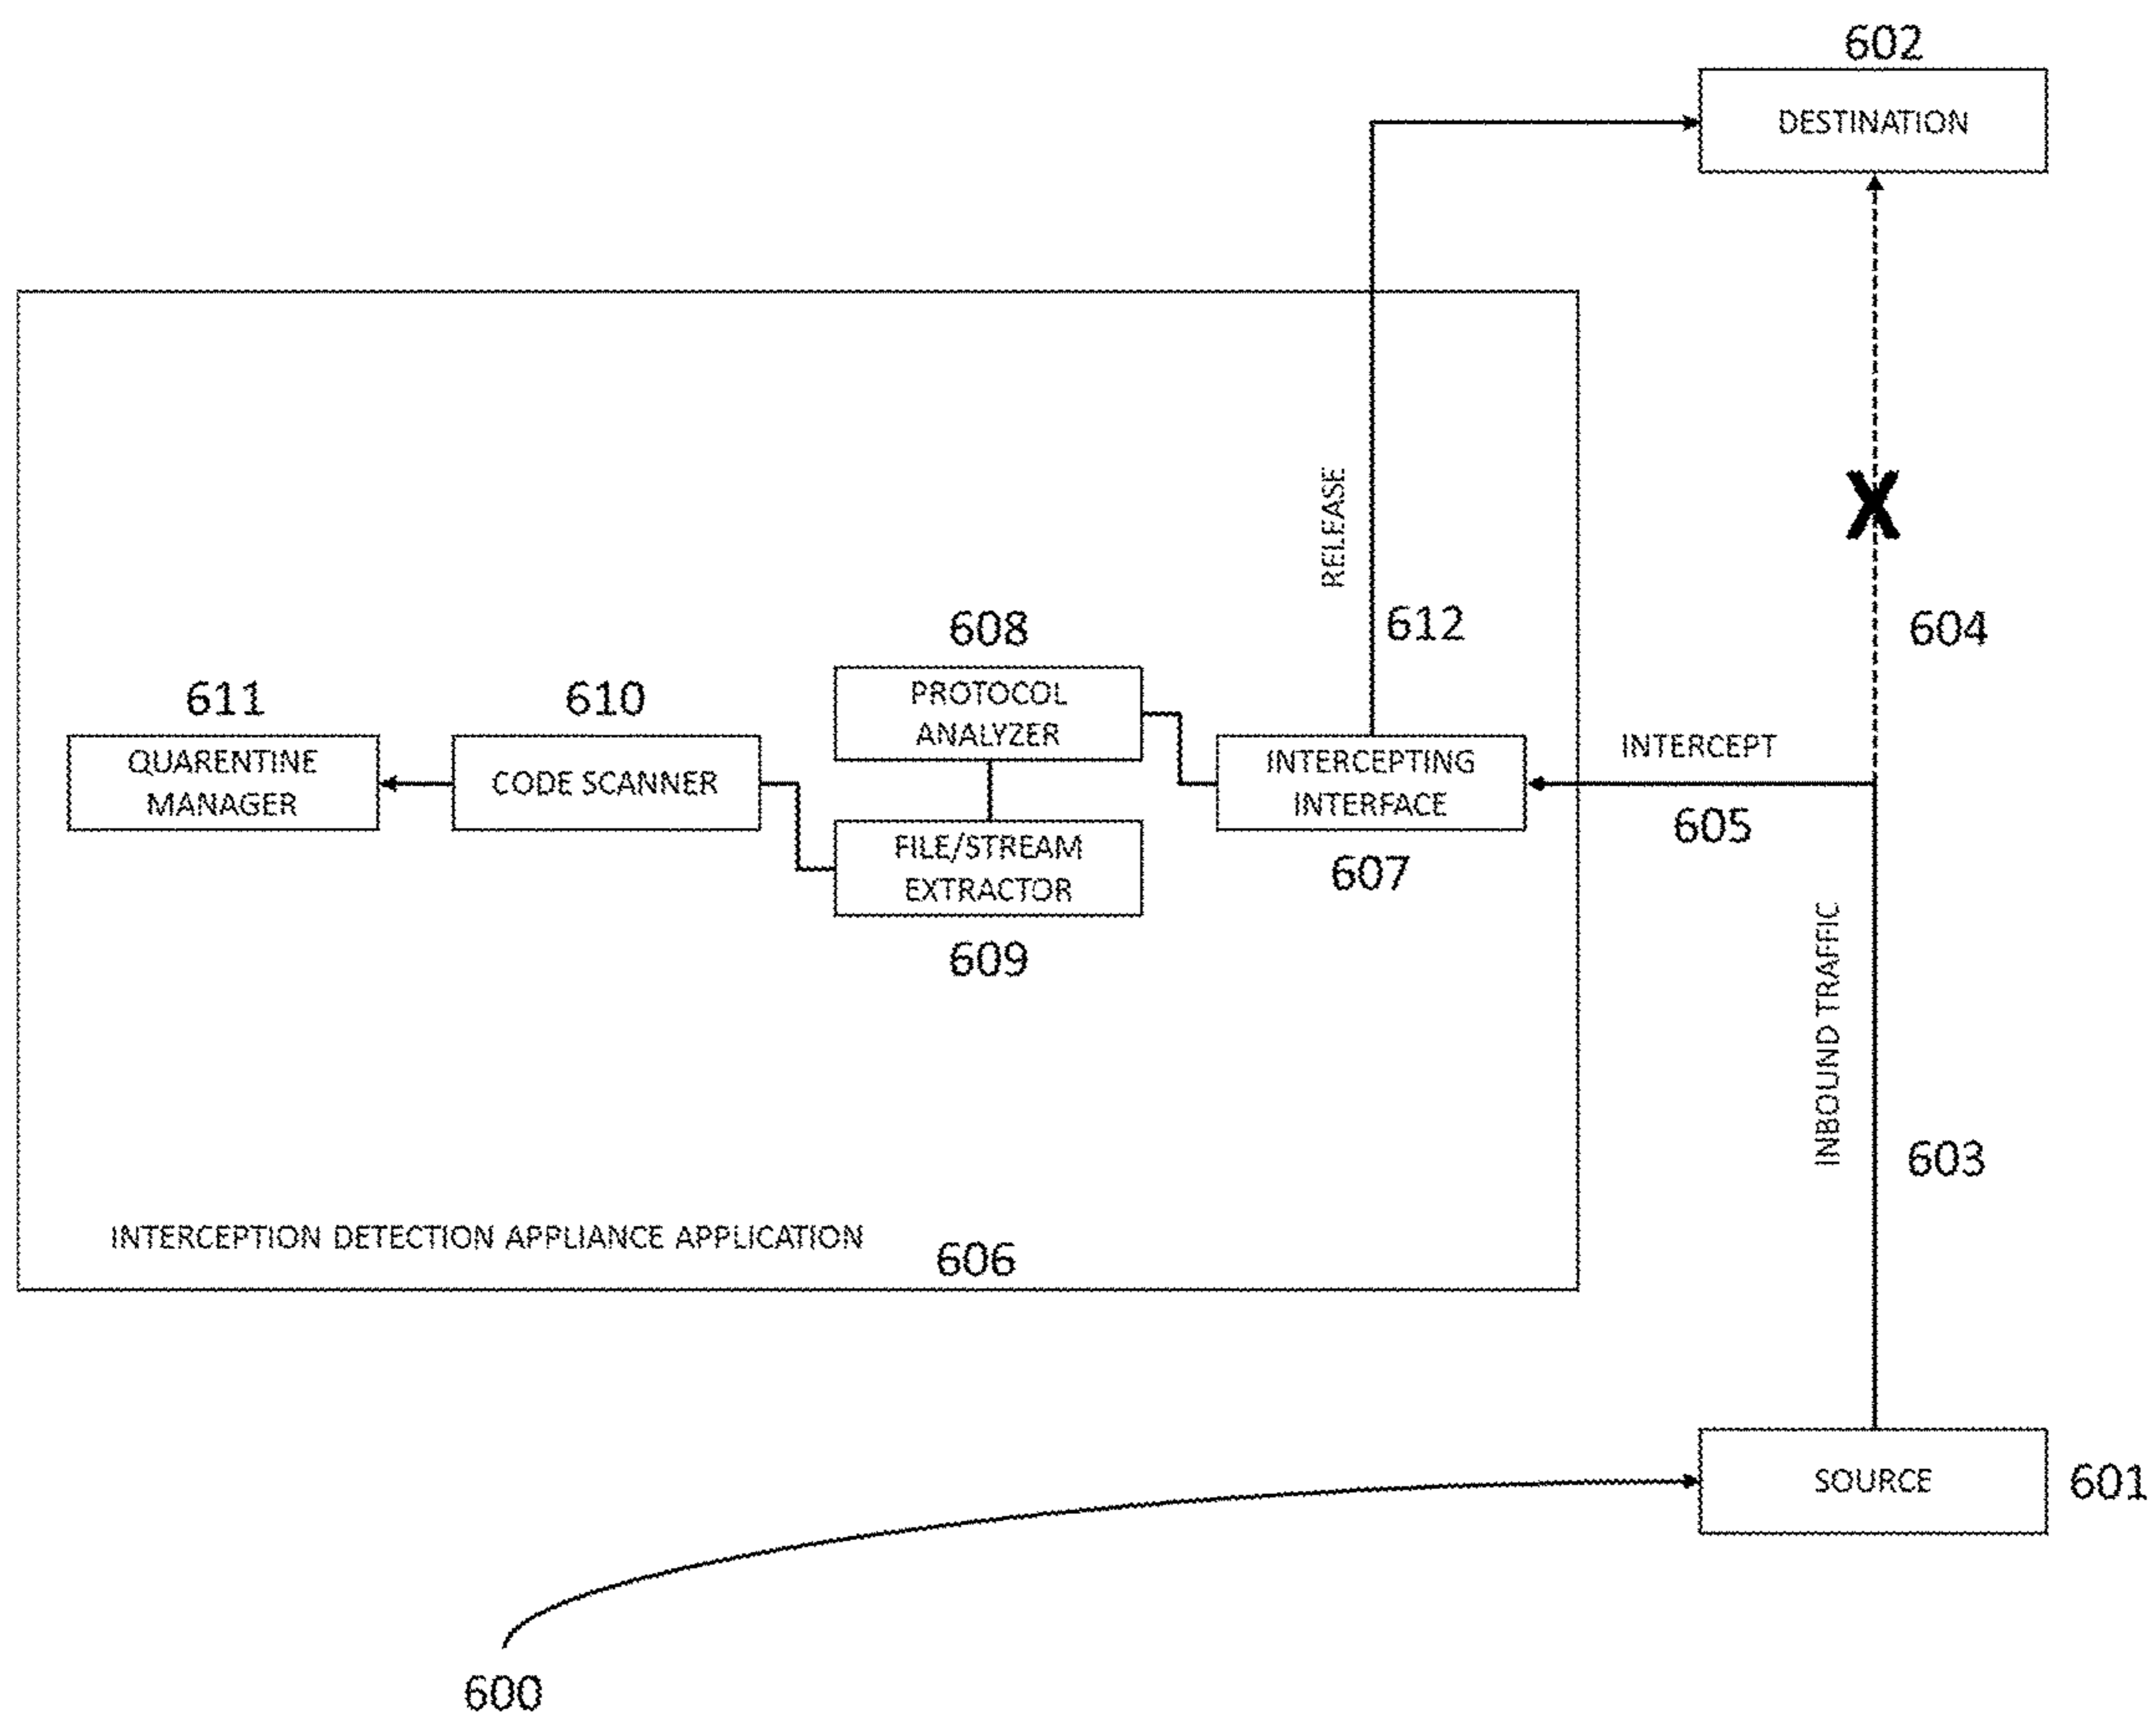 602
DESTINATION
RELEASE
612
604
608
PROTOCOL
ANALYZER
611
QUARENTINE
MANAGER
610
CODE SCANNER
INTERCEPTING
INTERFACE
607
INTERCEPT
605
FILE/STREAM
EXTRACTOR
609
INBOUND TRAFFIC
603
INTERCEPTION DETECTION APPLIANCE APPLICATION
606
SOURCE
601
600
X